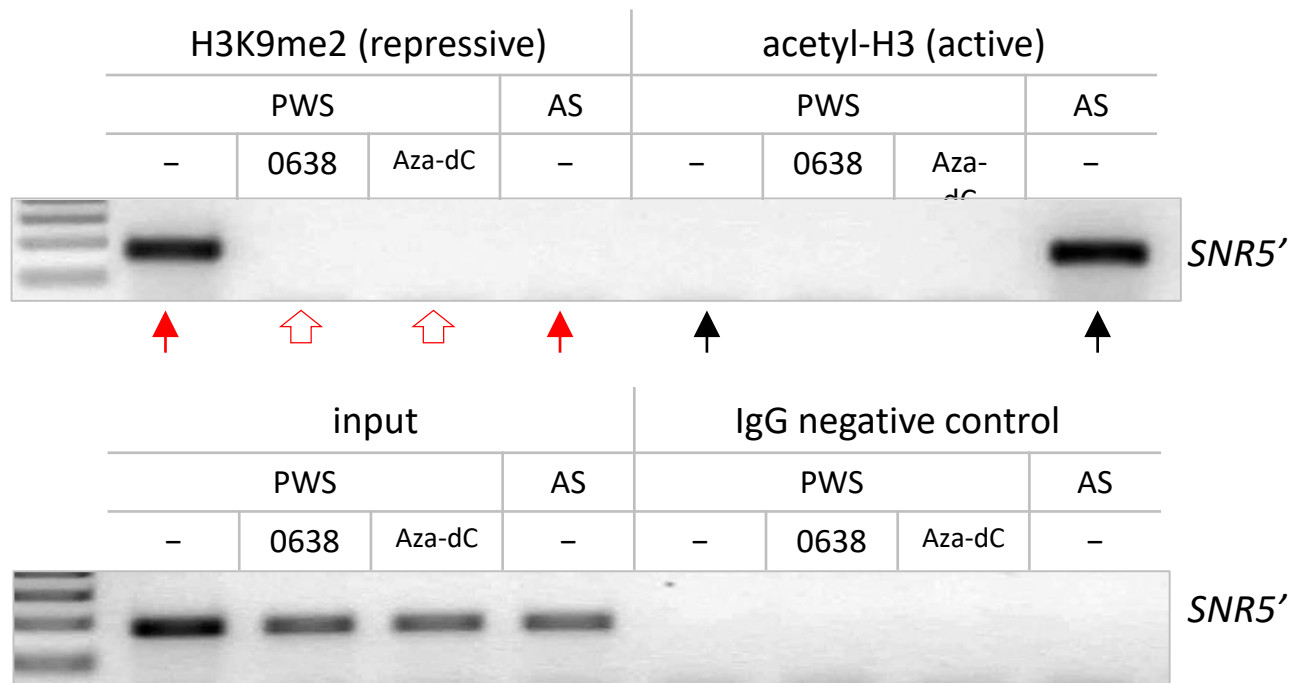 H3K9me2 (repressive) acetyl-H3 (active)
PWS AS PWS AS
– 0638 Aza-dC – – 0638 Aza-dC –
SNR5’
input IgG negative control
PWS AS PWS AS
– 0638 Aza-dC – – 0638 Aza-dC –
SNR5’